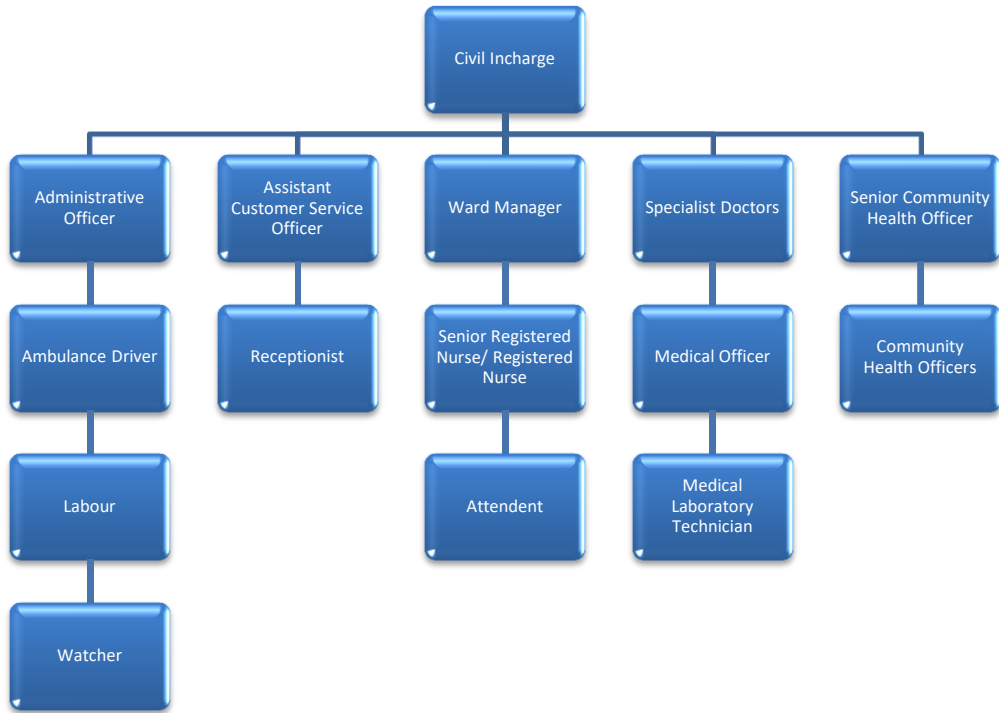 Civil Incharge
Administrative
Officer
Assistant
Customer Service
Officer
Ward Manager
Specialist Doctors
Senior Community
Health Officer
Ambulance Driver
Receptionist
Senior Registered
Nurse/ Registered
Nurse
Medical Officer
Community
Health Officers
Labour
Attendent
Medical
Laboratory
Technician
Watcher